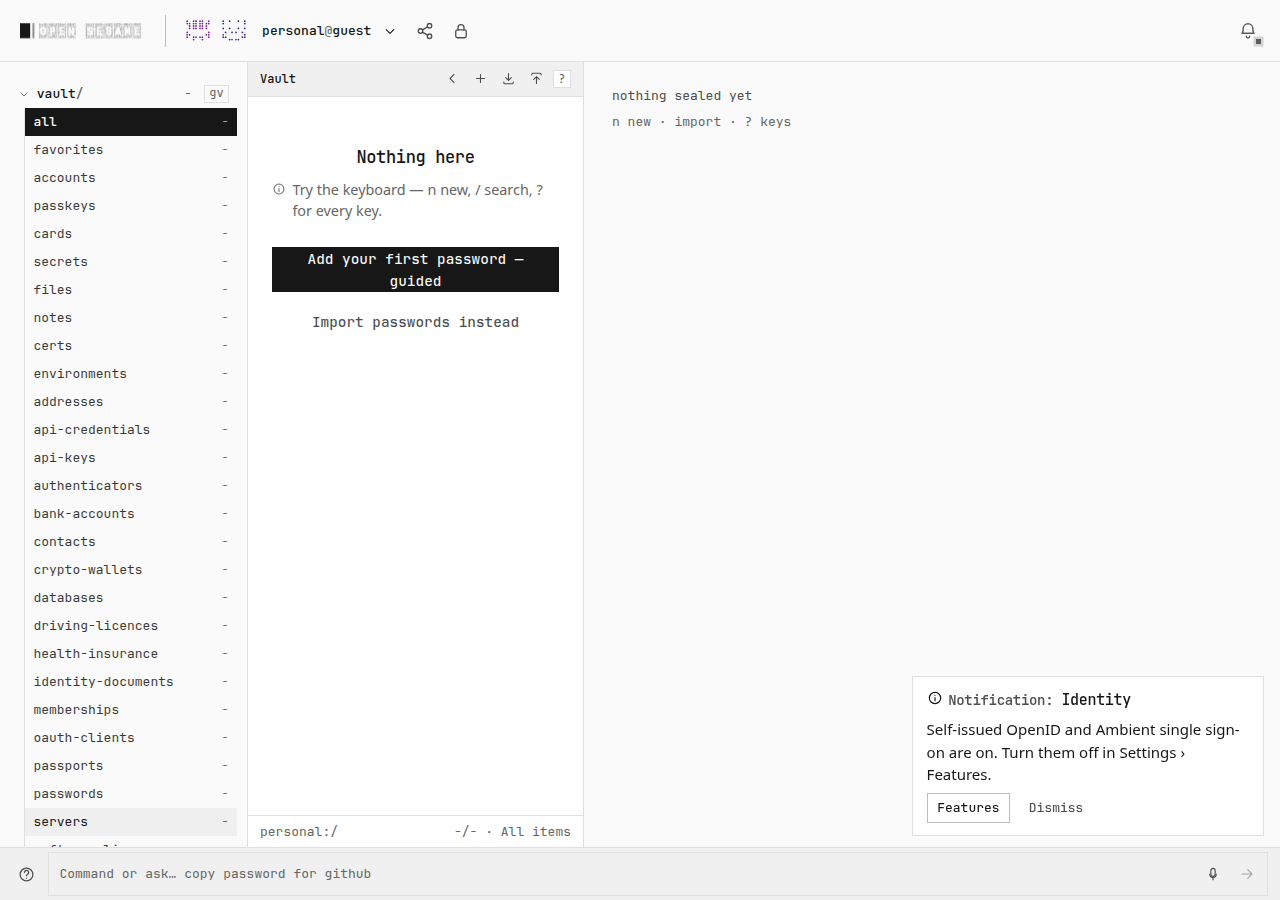 OPEN SESAME
personal@guest
vault/ - gv
all -
favorites -
accounts -
passkeys -
cards -
secrets -
files -
notes -
certs -
environments -
addresses -
api-credentials -
api-keys -
authenticators -
bank-accounts -
contacts -
crypto-wallets -
databases -
driving-licences -
health-insurance -
identity-documents -
memberships -
oauth-clients -
passports -
passwords -
servers -
Vault ?
Nothing here
Try the keyboard — n new, / search, ?
for every key.
Add your first password —
guided
Import passwords instead
personal:/ -/- · All items
nothing sealed yet
n new · import · ? keys
Notification: Identity
Self-issued OpenID and Ambient single sign-
on are on. Turn them off in Settings ›
Features.
Features Dismiss
Command or ask… copy password for github